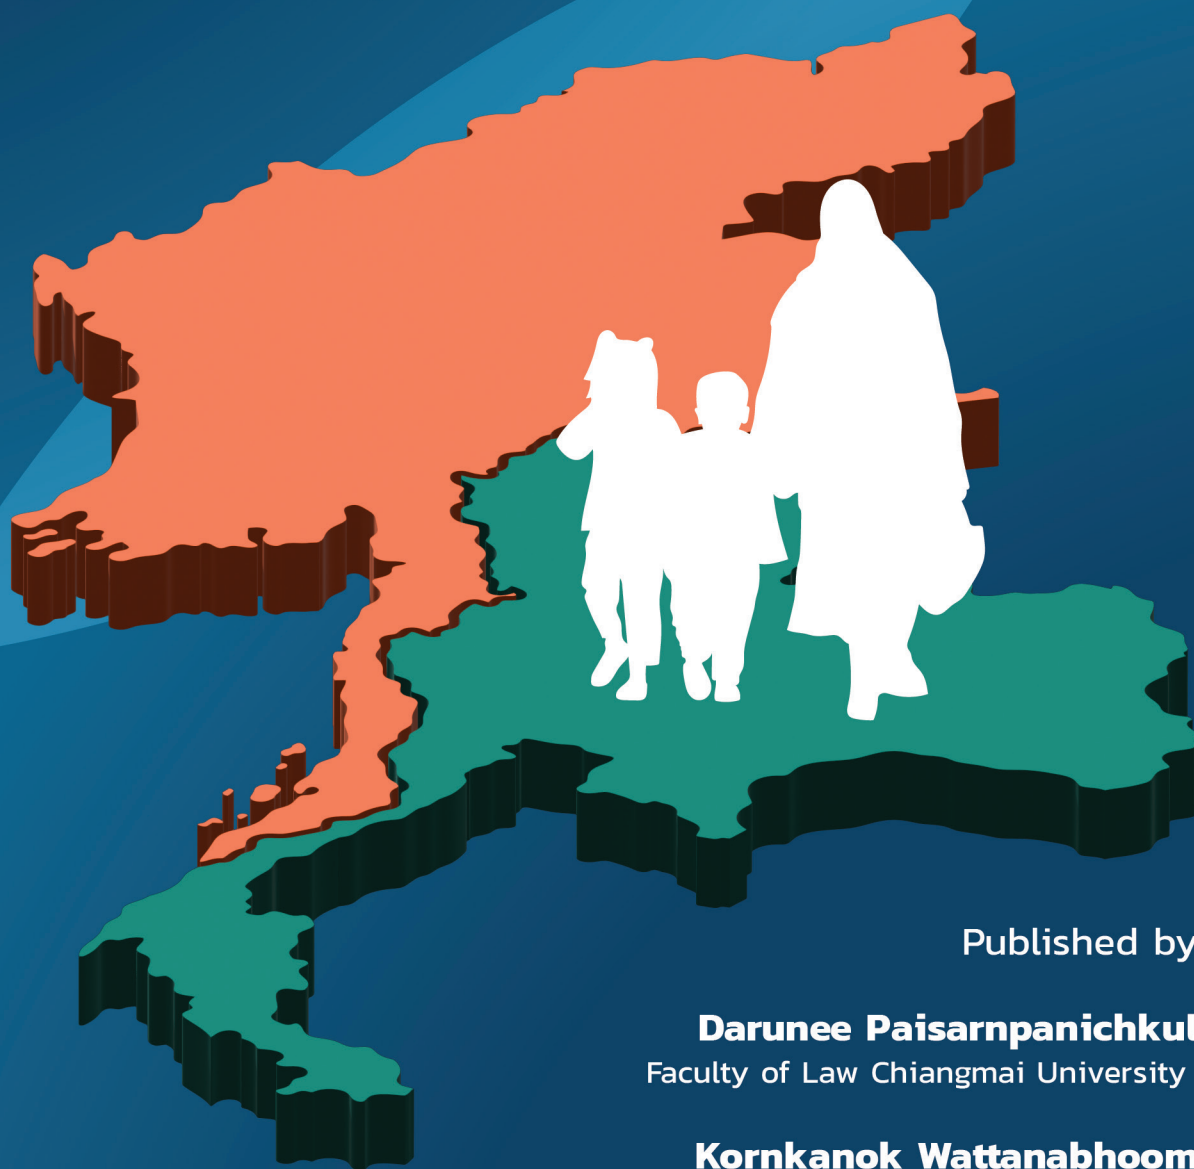 Published by
Darunee Paisarnpanichkul
Faculty of Law Chiangmai University
Kornkanok Wattanabhoom